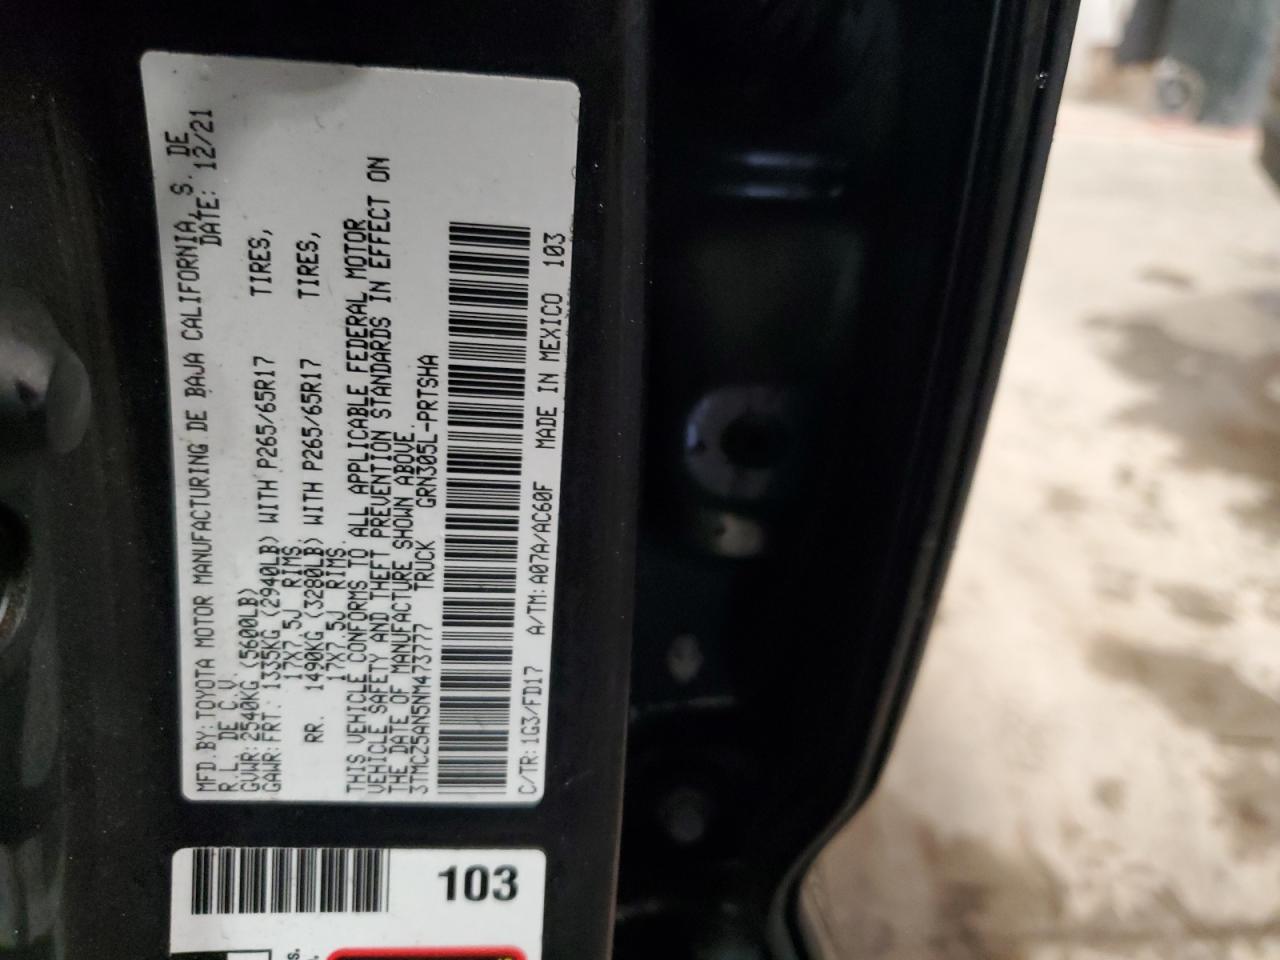 MFD.BY:TOYOTA MOTOR MANUFACTURING DE BAJA CALIFORNIA, S. DE
R.L. DE C.V. DATE: 12/21
GVWR:2540KG (5600LB)
GAWR:FRT: 1335KG (2940LB) WITH P265/65R17 TIRES,
17X7.5J RIMS
RR. 1490KG (3280LB) WITH P265/65R17 TIRES,
17X7.5J RIMS.
THIS VEHICLE CONFORMS TO ALL APPLICABLE FEDERAL MOTOR
VEHICLE SAFETY AND THEFT PREVENTION STANDARDS IN EFFECT ON
THE DATE OF MANUFACTURE SHOWN ABOVE.
3TMCZ5AN5NM473777 TRUCK GRN305L-PRTSHA
C/TR:1G3/FD17 A/TM:A07A/AC60F MADE IN MEXICO 103
103